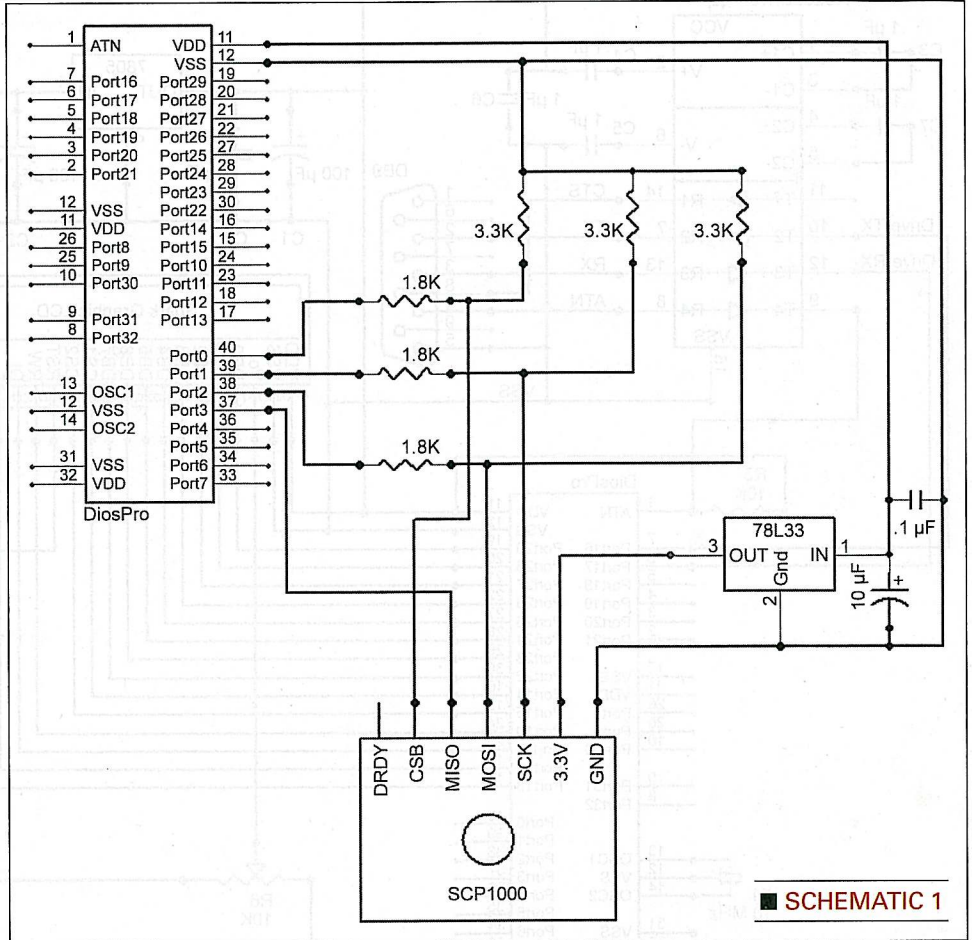 1 ATN VDD 11
VSS 12
7 Port16 Port29 19
6 Port17 Port28 20
5 Port18 Port27 21
4 Port19 Port26 22
3 Port20 Port25 27
2 Port21 Port24 28
Port23 29
12 VSS Port22 30
11 VDD Port14 16
26 Port8 Port15 15
25 Port9 Port10 24
10 Port30 Port11 23
Port12 18
9 Port31 Port13 17
8 Port32
Port0 40
Port1 39
13 OSC1 Port2 38
12 VSS Port3 37
14 OSC2 Port4 36
Port5 35
31 VSS Port6 34
32 VDD Port7 33
DiosPro
3.3K 3.3K 3.3K
1.8K
1.8K
1.8K
.1 µF
78L33
3 OUT IN 1
Gnd
2
10 µF
+
DRDY
CSB
MISO
MOSI
SCK
3.3V
GND
SCP1000
SCHEMATIC 1